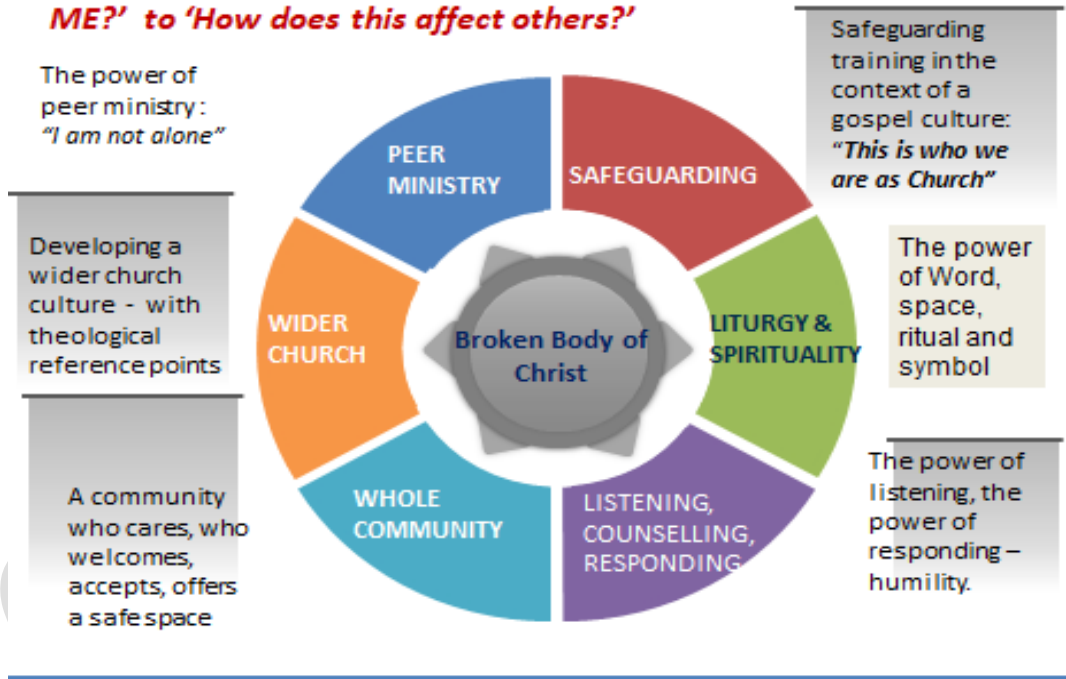 ME?’ to ‘How does this affect others?’
The power of
peer ministry :
“I am not alone”
Safeguarding
training in the
context of a
gospel culture:
“This is who we
are as Church”
PEER
MINISTRY
SAFEGUARDING
Developing a
wider church
culture - with
theological
reference points
The power
of Word,
space,
ritual and
symbol
WIDER
CHURCH
Broken Body of
Christ
LITURGY &
SPIRITUALITY
A community
who cares, who
welcomes,
accepts, offers
a safe space
WHOLE
COMMUNITY
LISTENING,
COUNSELLING,
RESPONDING
The power of
listening, the
power of
responding –
humility.